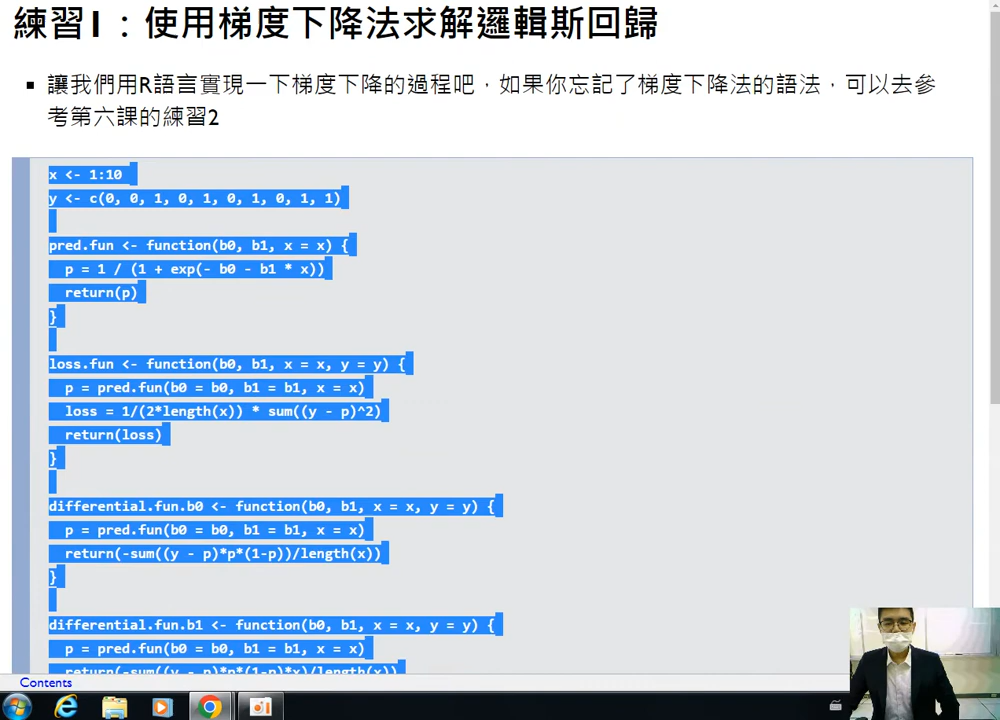 練習1：使用梯度下降法求解邏輯斯回歸
▪ 讓我們用R語言實現一下梯度下降的過程吧，如果你忘記了梯度下降法的語法，可以去參
考第六課的練習2
x <- 1:10
y <- c(0, 0, 1, 0, 1, 0, 1, 0, 1, 1)
pred.fun <- function(b0, b1, x = x) {
  p = 1 / (1 + exp(- b0 - b1 * x))
  return(p)
}
loss.fun <- function(b0, b1, x = x, y = y) {
  p = pred.fun(b0 = b0, b1 = b1, x = x)
  loss = 1/(2*length(x)) * sum((y - p)^2)
  return(loss)
}
differential.fun.b0 <- function(b0, b1, x = x, y = y) {
  p = pred.fun(b0 = b0, b1 = b1, x = x)
  return(-sum((y - p)*p*(1-p))/length(x))
}
differential.fun.b1 <- function(b0, b1, x = x, y = y) {
  p = pred.fun(b0 = b0, b1 = b1, x = x)
  return(-sum((y - p)*p*(1-p)*x)/length(x))
Contents